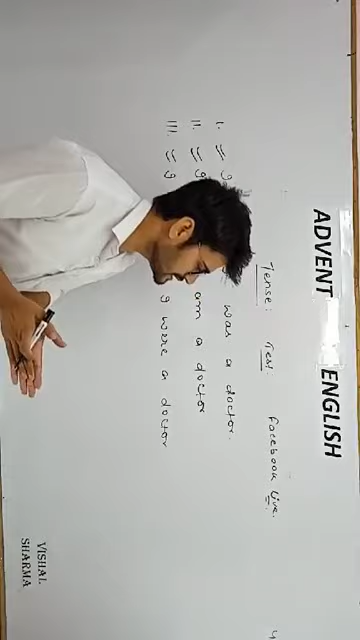 ADVENT ENGLISH
Tense: Test. Facebook Live.
I. was a doctor.
II. am a doctor
III. I were a doctor
VISHAL
SHARMA